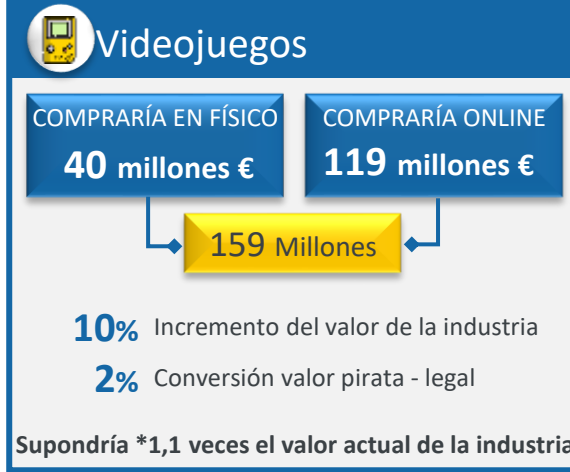 Videojuegos
COMPRARÍA EN FÍSICO
40 millones €
COMPRARÍA ONLINE
119 millones €
159 Millones
10% Incremento del valor de la industria
2% Conversión valor pirata - legal
Supondría *1,1 veces el valor actual de la industria